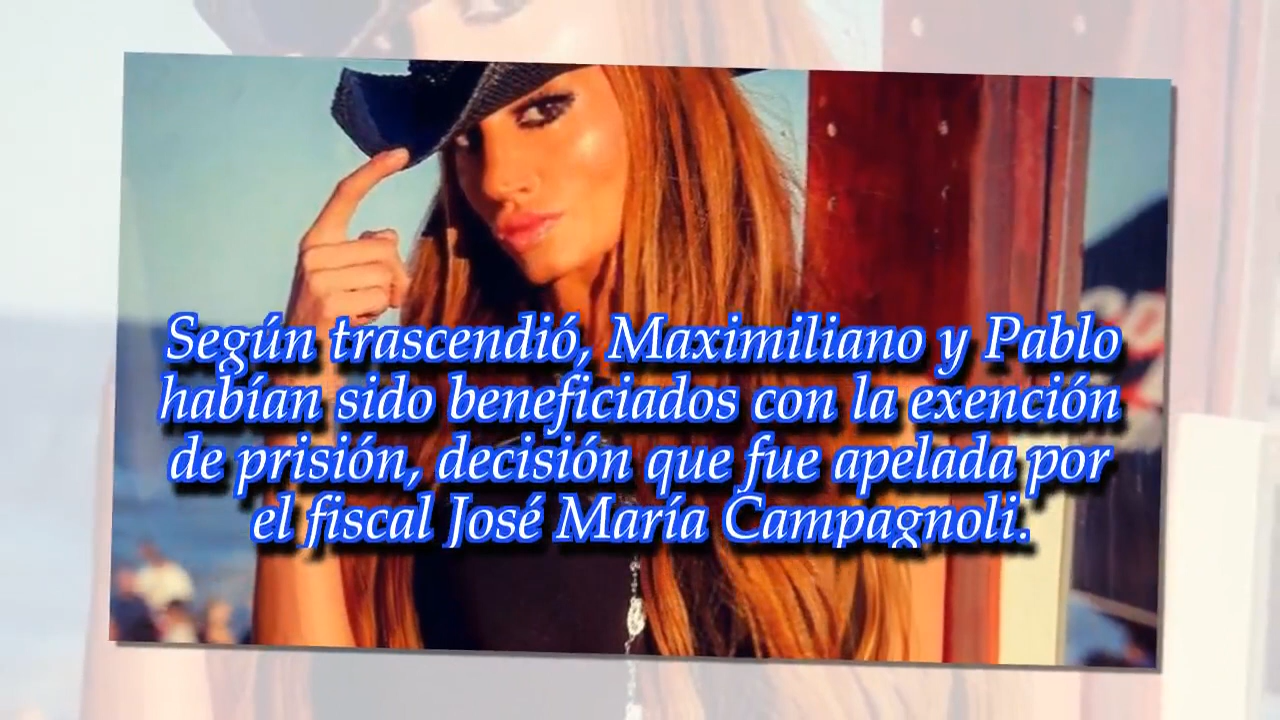 Según trascendió, Maximiliano y Pablo
habían sido beneficiados con la exención
de prisión, decisión que fue apelada por
el fiscal José María Campagnoli.